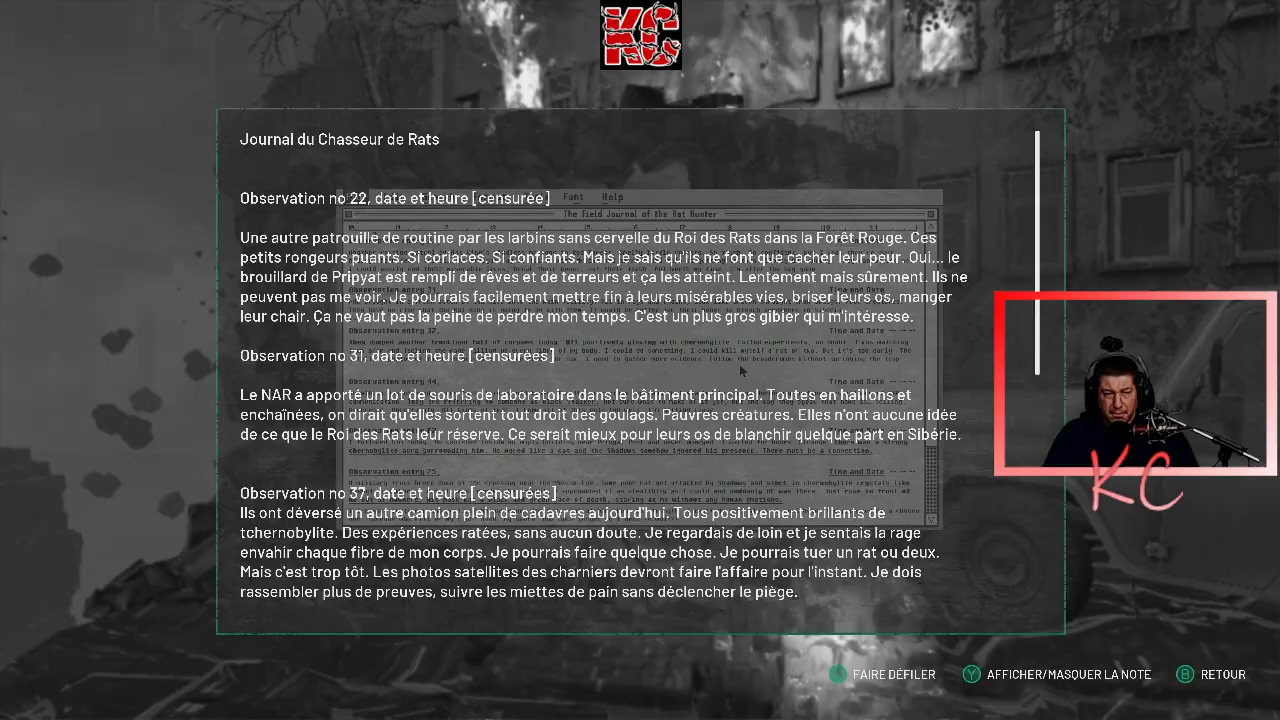 KC
Journal du Chasseur de Rats
Observation no 22, date et heure [censurée]
Font Help
The Field Journal of the Rat Hunter
Une autre patrouille de routine par les larbins sans cervelle du Roi des Rats dans la Forêt Rouge. Ces
petits rongeurs puants. Si coriaces. Si confiants. Mais je sais qu'ils ne font que cacher leur peur. Oui... le
brouillard de Pripyat est rempli de rêves et de terreurs et ça les atteint. Lentement mais sûrement. Ils ne
peuvent pas me voir. Je pourrais facilement mettre fin à leurs misérables vies, briser leurs os, manger
leur chair. Ça ne vaut pas la peine de perdre mon temps. C'est un plus gros gibier qui m'intéresse.
Observation no 31, date et heure [censurées]
Le NAR a apporté un lot de souris de laboratoire dans le bâtiment principal. Toutes en haillons et
enchaînées, on dirait qu'elles sortent tout droit des goulags. Pauvres créatures. Elles n'ont aucune idée
de ce que le Roi des Rats leur réserve. Ce serait mieux pour leurs os de blanchir quelque part en Sibérie.
Observation no 37, date et heure [censurées]
Ils ont déversé un autre camion plein de cadavres aujourd'hui. Tous positivement brillants de
tchernobylite. Des expériences ratées, sans aucun doute. Je regardais de loin et je sentais la rage
envahir chaque fibre de mon corps. Je pourrais faire quelque chose. Je pourrais tuer un rat ou deux.
Mais c'est trop tôt. Les photos satellites des charniers devront faire l'affaire pour l'instant. Je dois
rassembler plus de preuves, suivre les miettes de pain sans déclencher le piège.
KC
FAIRE DÉFILER
Y AFFICHER/MASQUER LA NOTE
B RETOUR